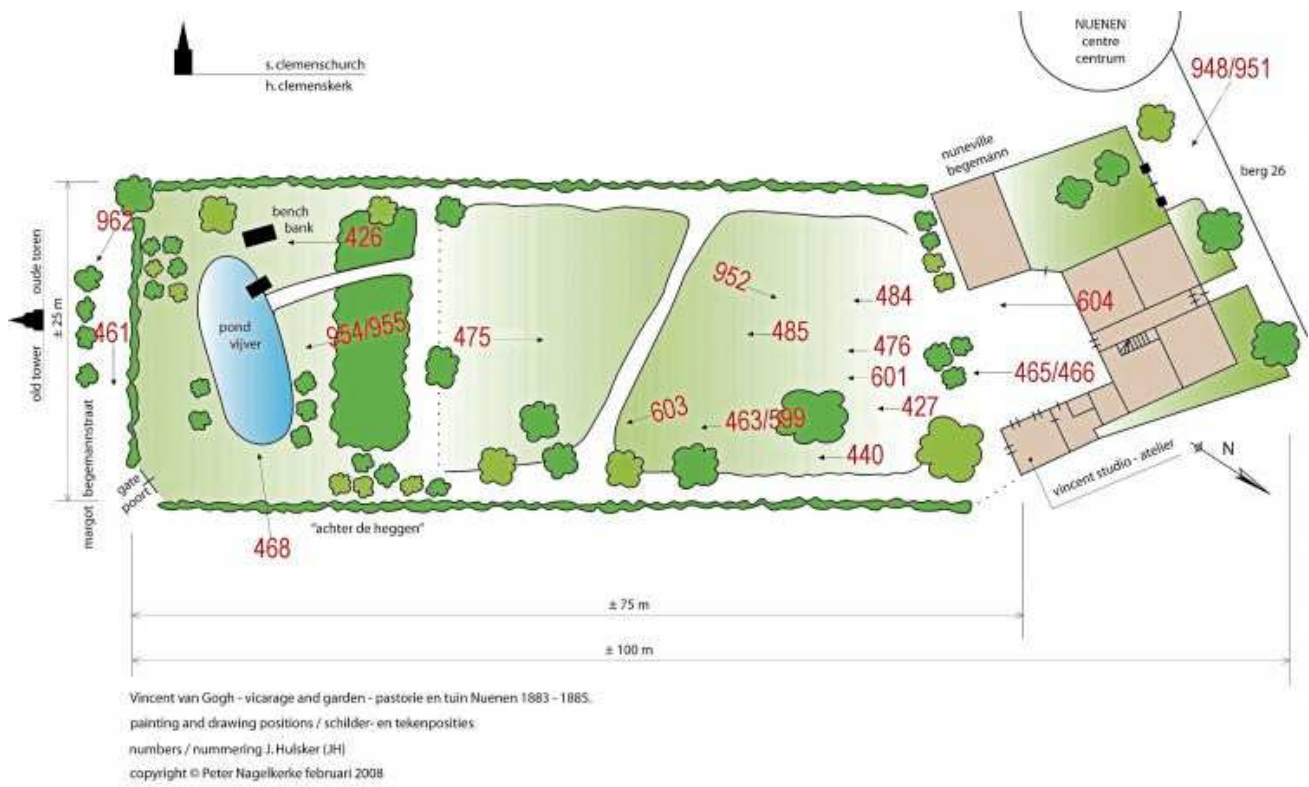 NUENEN
centre
centrum
s. clemenschurch
h. clemenskerk
948/951
nuneville
begemann
berg 26
962
bench
bank
426
old tower oude toren
± 25 m
952
484
604
461
pond
vijver
954/955
475
485
476
601
465/466
603
463/599
427
440
N
vincent studio - atelier
gate
poort
margot begemannstraat
"achter de heggen"
468
± 75 m
± 100 m
Vincent van Gogh - vicarage and garden - pastorie en tuin Nuenen 1883 - 1885.
painting and drawing positions / schilder- en tekenposities
numbers / nummering J. Hulsker (JH)
copyright © Peter Nagelkerke februari 2008